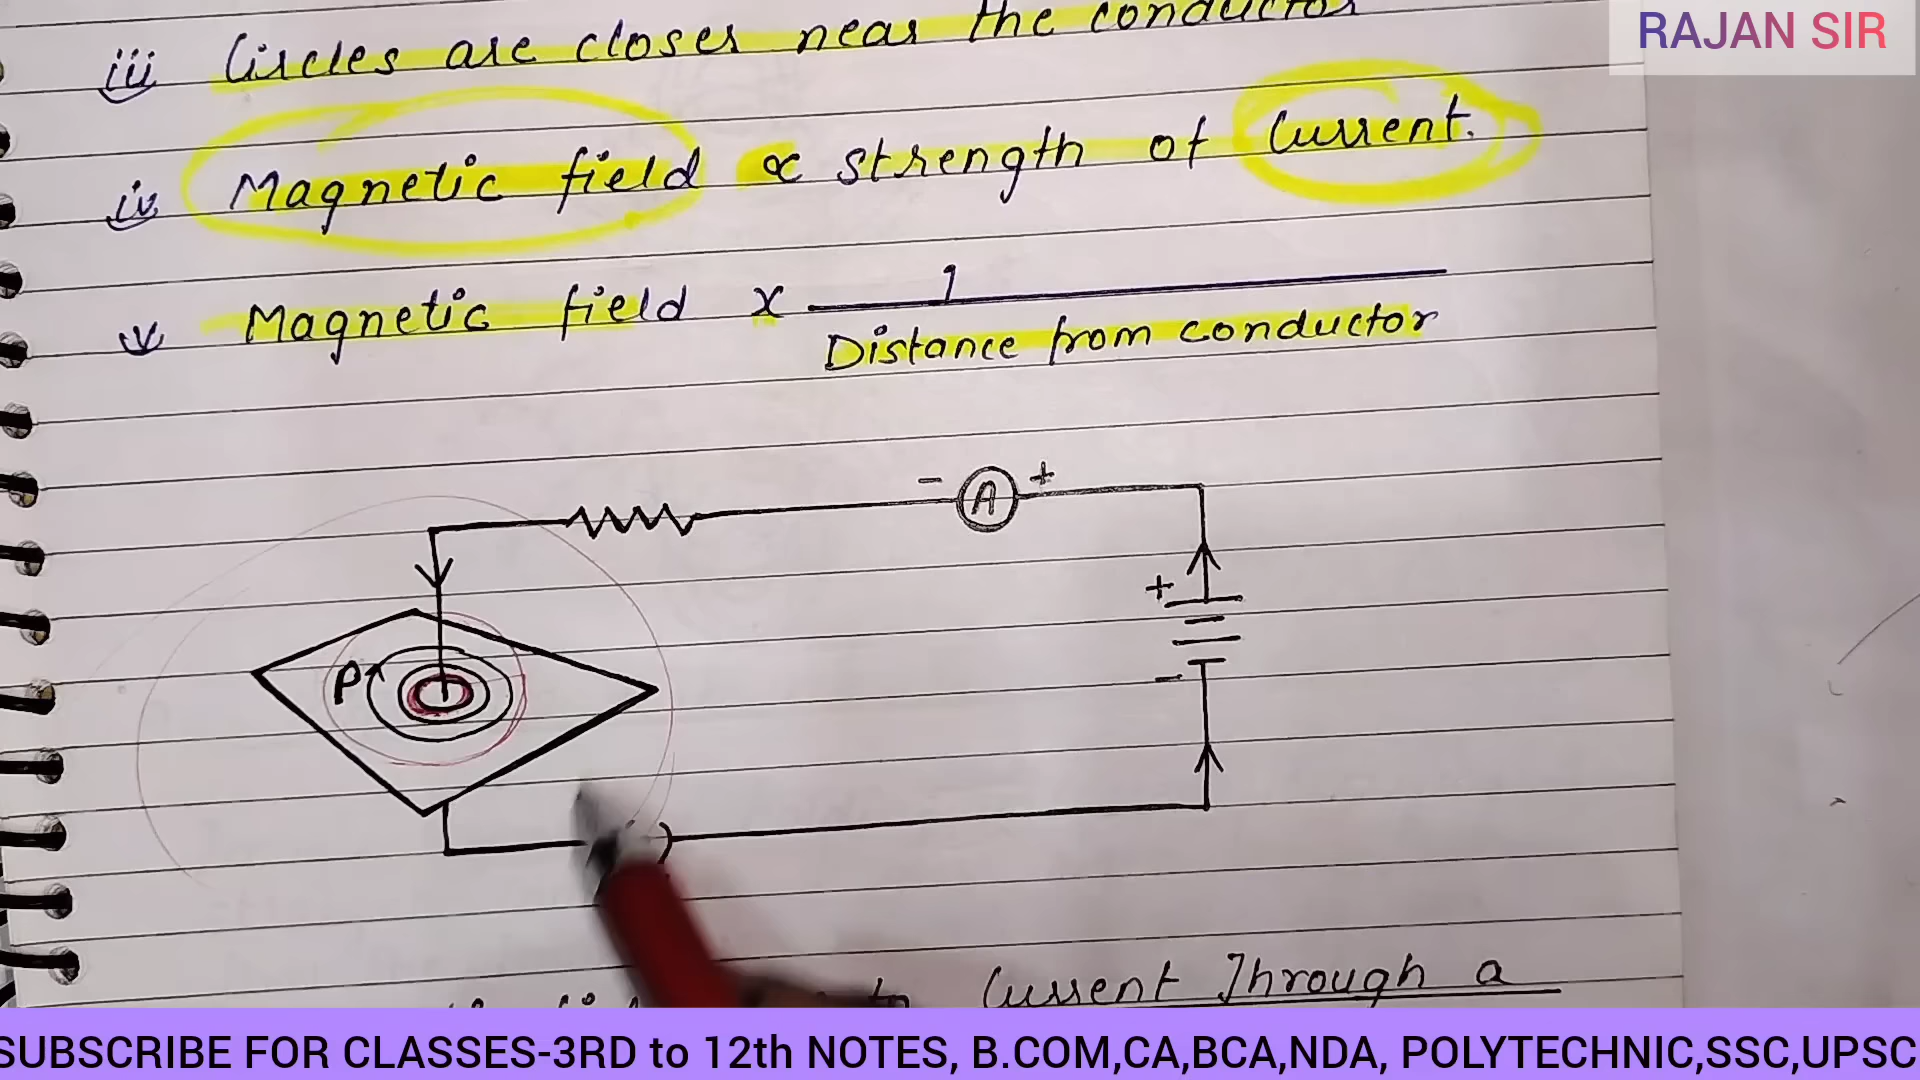 RAJAN SIR
iii Circles are closer near the conductor
iv Magnetic field ∝ strength of Current.
v Magnetic field ∝ 1
Distance from conductor
- A +
+
P
-
Current Through a
SUBSCRIBE FOR CLASSES-3RD to 12th NOTES, B.COM,CA,BCA,NDA, POLYTECHNIC,SSC,UPSC